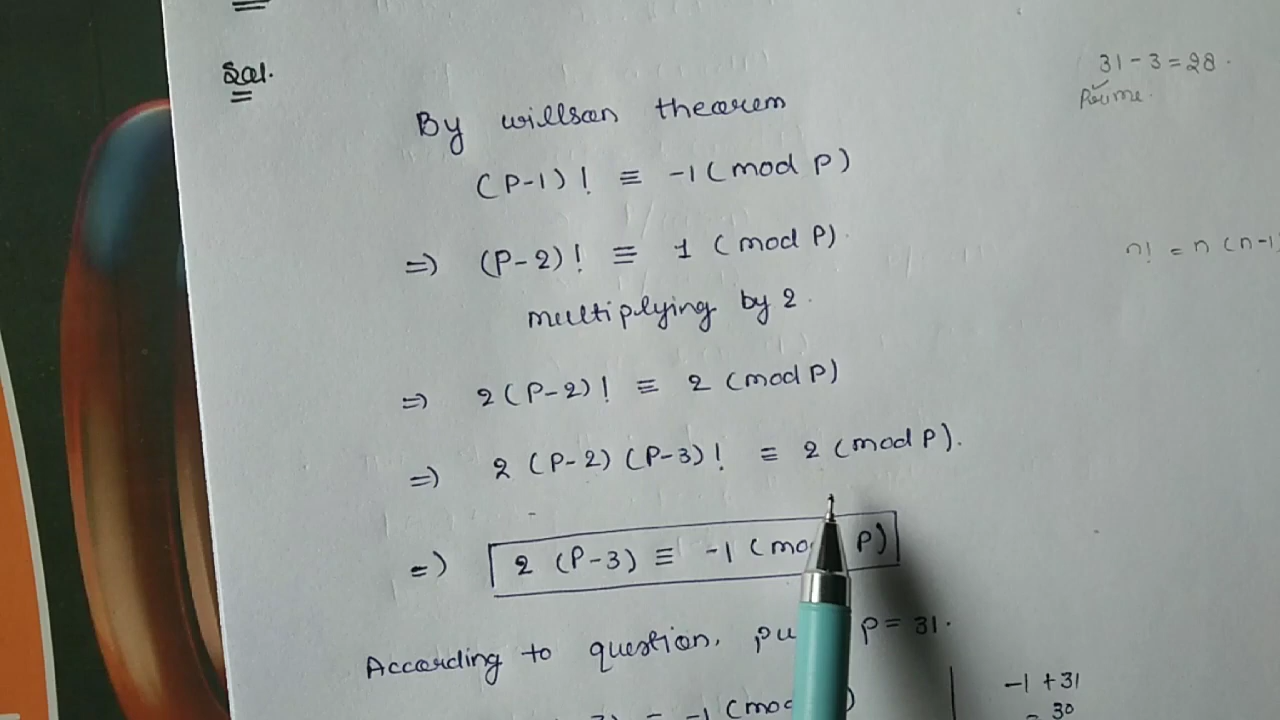 Sol.
31 - 3 = 28.
Prime.
By willson theorem
(P-1)! ≡ -1 (mod P)
=) (P-2)! ≡ 1 (mod P).
n! = n (n-1
multiplying by 2.
=) 2(P-2)! ≡ 2 (mod P)
=) 2 (P-2) (P-3)! ≡ 2 (mod P).
=) 2 (P-3) ≡ -1 (mo P)
According to question, pu P = 31.
-1 + 31
= -1 (mod )
= 30